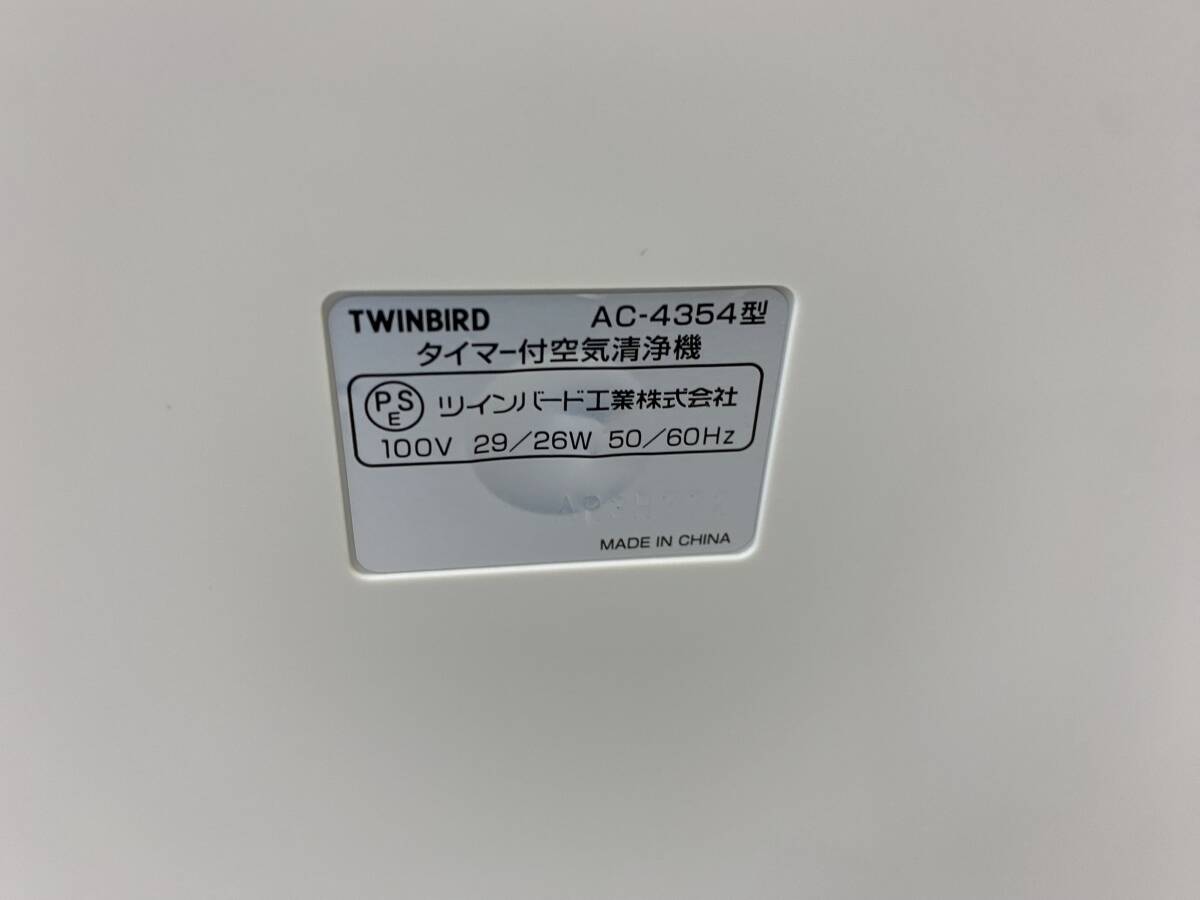 TWINBIRD AC-4354型
タイマー付空気清浄機
PSE ツインバード工業株式会社
100V 29/26W 50/60Hz
MADE IN CHINA